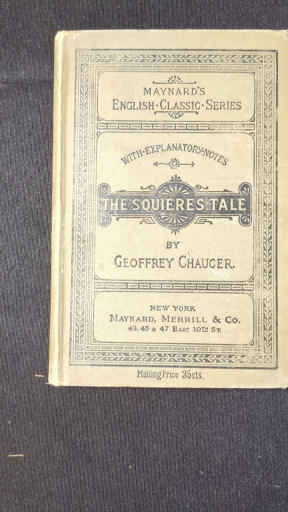 MAYNARD'S
ENGLISH · CLASSIC · SERIES
WITH · EXPLANATORY · NOTES
THE SQUIERES TALE
BY
GEOFFREY CHAUCER.
NEW YORK
MAYNARD, MERRILL & CO.
43, 45 & 47 EAST 10TH ST.
Mailing Price 35cts.